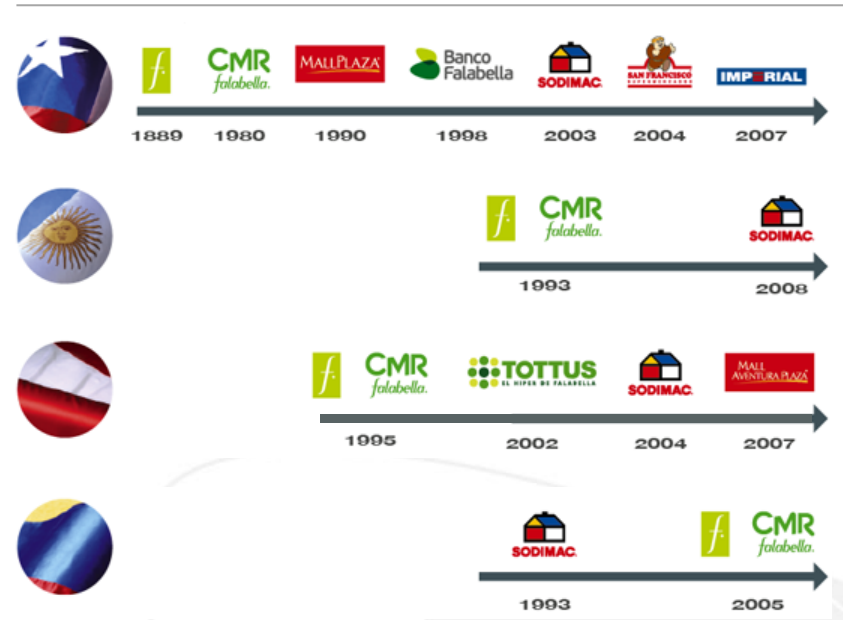 f.
CMR
falabella.
MALLPLAZA
Banco
Falabella
SODIMAC
SAN FRANCISCO
SUPERMERCADOS
IMPERIAL
1889 1980 1990 1998 2003 2004 2007
f.
CMR
falabella.
SODIMAC
1993 2008
f.
CMR
falabella.
TOTTUS
EL HIPER DE FALABELLA
SODIMAC
MALL
AVENTURA PLAZA
1995 2002 2004 2007
SODIMAC
f.
CMR
falabella.
1993 2005